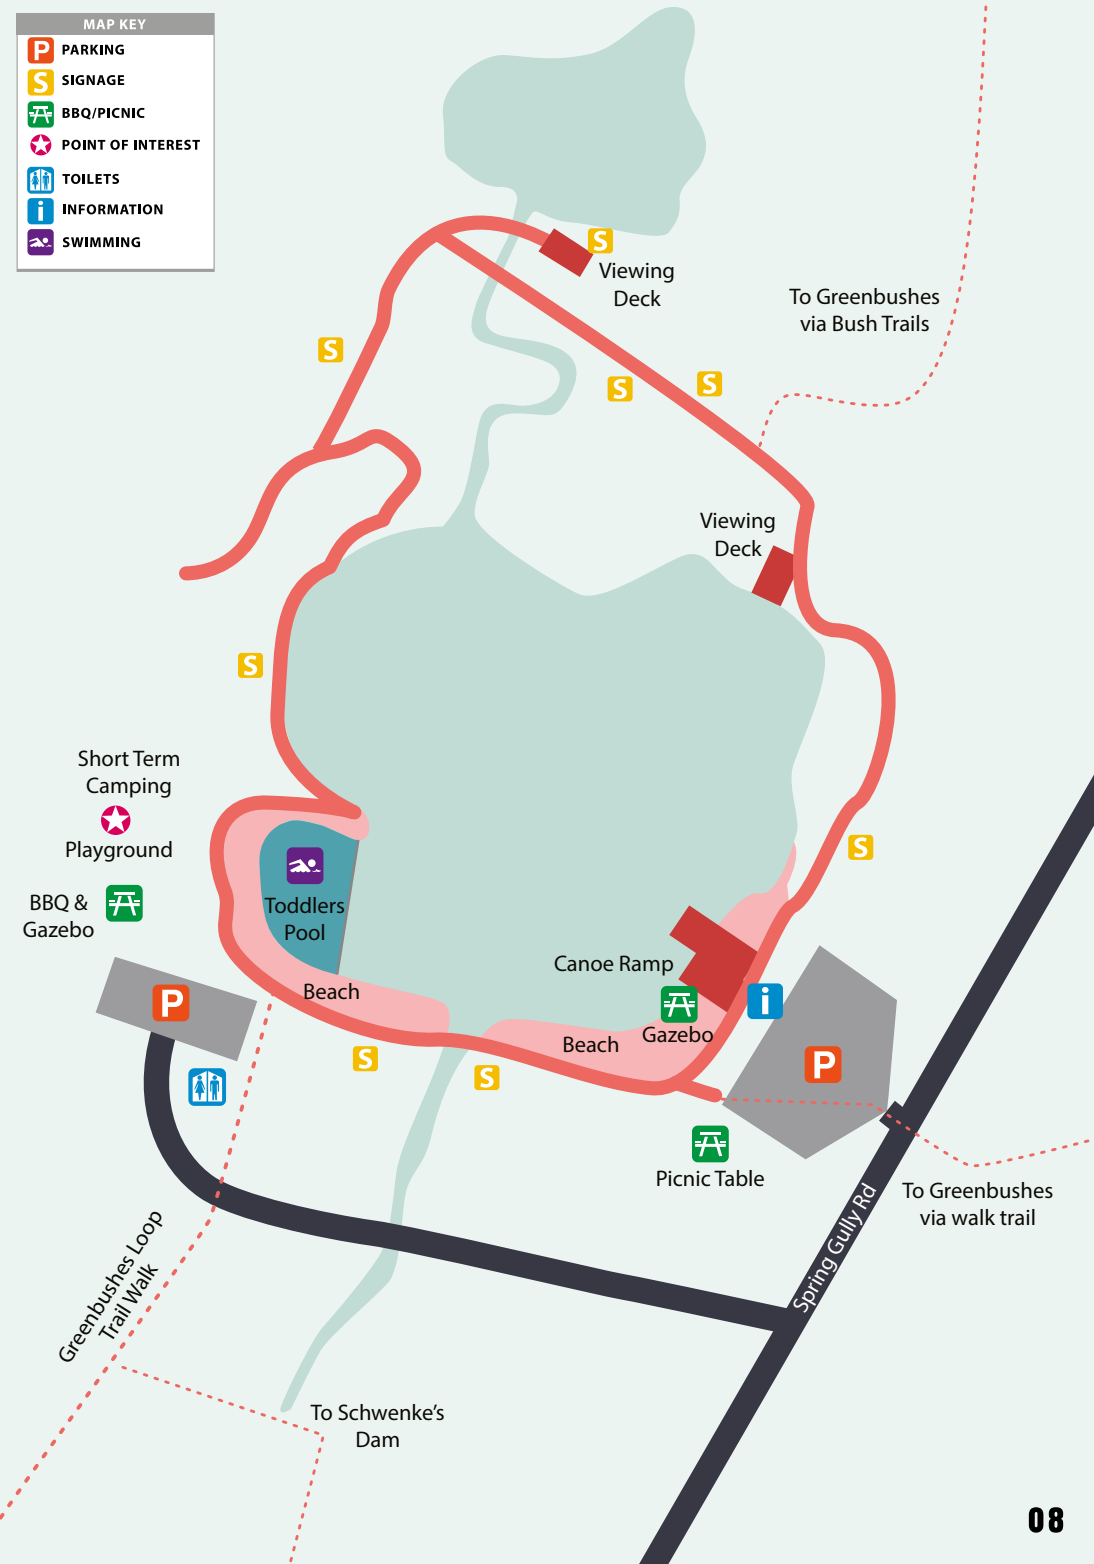 MAP KEY
P PARKING
S SIGNAGE
BBQ/PICNIC
POINT OF INTEREST
TOILETS
i INFORMATION
SWIMMING
S
Viewing
Deck
To Greenbushes
via Bush Trails
S
S
S
Viewing
Deck
S
Short Term
Camping
Playground
S
BBQ &
Gazebo
Toddlers
Pool
Canoe Ramp
Beach
P
i
Gazebo
Beach
S
S
P
Picnic Table
To Greenbushes
via walk trail
Spring Gully Rd
Greenbushes Loop
Trail Walk
To Schwenke's
Dam
08